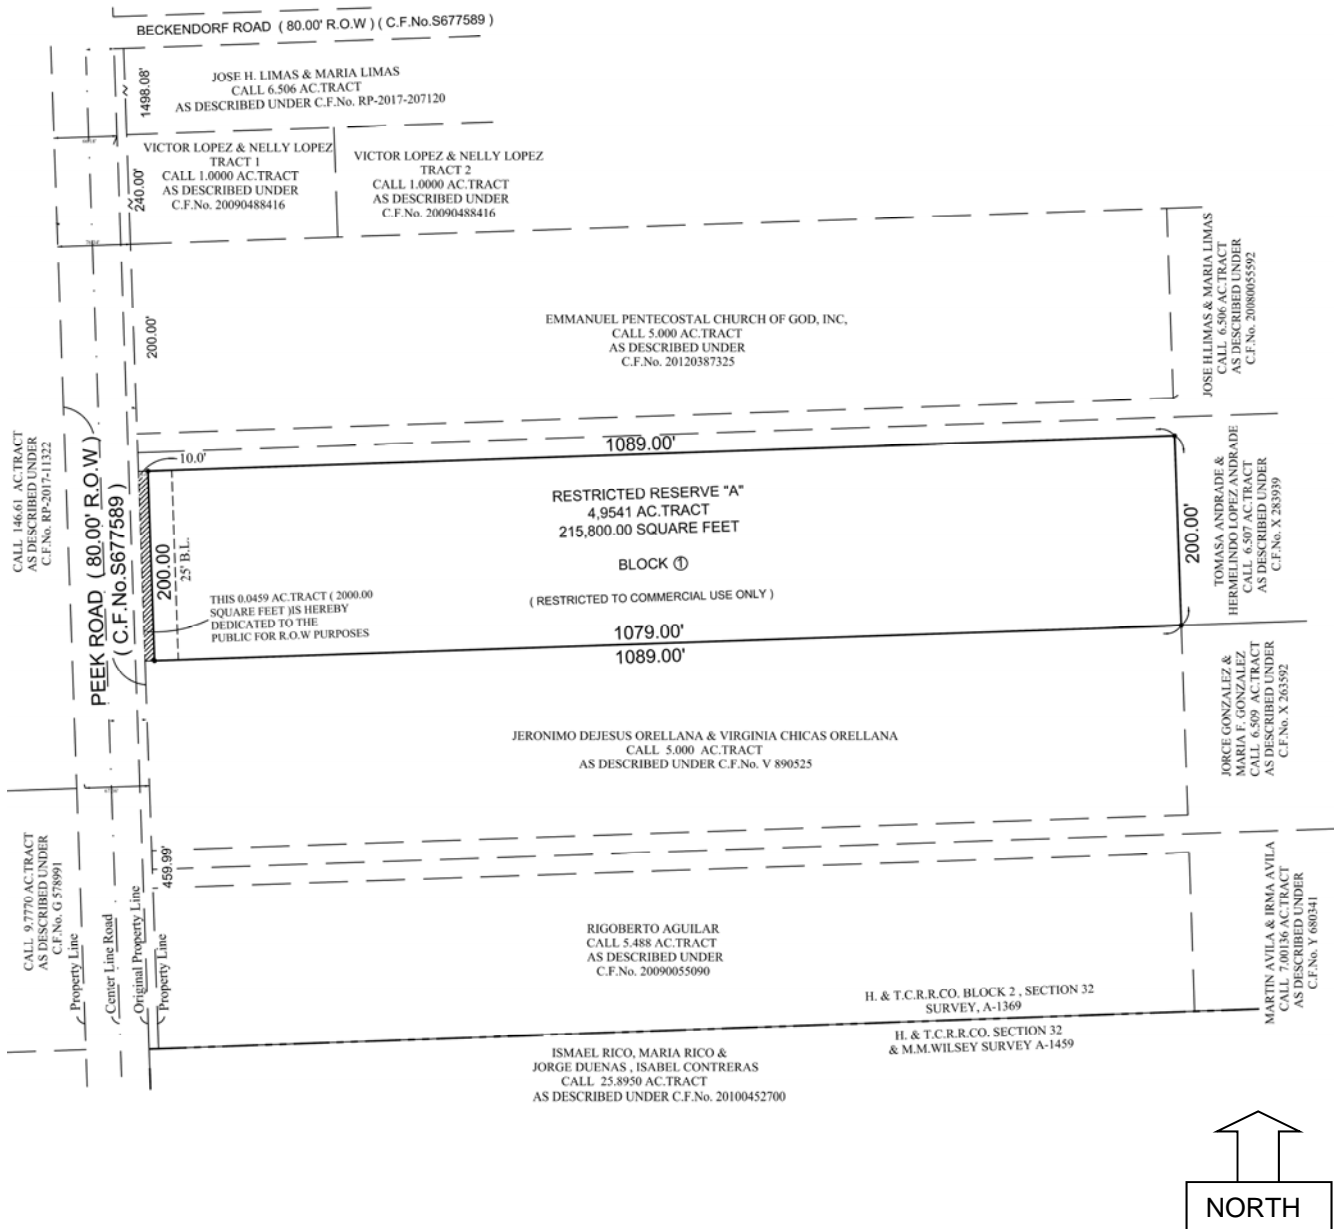 BECKENDORF ROAD ( 80.00' R.O.W ) ( C.F.No.S677589 )
1498.08'
JOSE H. LIMAS & MARIA LIMAS
CALL 6.506 AC.TRACT
AS DESCRIBED UNDER C.F.No. RP-2017-207120
240.00'
VICTOR LOPEZ & NELLY LOPEZ
TRACT 1
CALL 1.0000 AC.TRACT
AS DESCRIBED UNDER
C.F.No. 20090488416
VICTOR LOPEZ & NELLY LOPEZ
TRACT 2
CALL 1.0000 AC.TRACT
AS DESCRIBED UNDER
C.F.No. 20090488416
200.00'
EMMANUEL PENTECOSTAL CHURCH OF GOD, INC,
CALL 5.000 AC.TRACT
AS DESCRIBED UNDER
C.F.No. 20120387325
JOSE H.LIMAS & MARIA LIMAS
CALL 6.506 AC.TRACT
AS DESCRIBED UNDER
C.F.No. 20080055592
CALL 146.61 AC.TRACT
AS DESCRIBED UNDER
C.F.No. RP-2017-11322
PEEK ROAD ( 80.00' R.O.W )
( C.F.No.S677589 )
10.0'
1089.00'
RESTRICTED RESERVE "A"
4,9541 AC.TRACT
215,800.00 SQUARE FEET
BLOCK ①
( RESTRICTED TO COMMERCIAL USE ONLY )
200.00
25' B.L.
THIS 0.0459 AC.TRACT ( 2000.00
SQUARE FEET )IS HEREBY
DEDICATED TO THE
PUBLIC FOR R.O.W PURPOSES
200.00'
TOMASA ANDRADE &
HERMELINDO LOPEZ ANDRADE
CALL 6.507 AC.TRACT
AS DESCRIBED UNDER
C.F.No. X 283939
1079.00'
1089.00'
JERONIMO DEJESUS ORELLANA & VIRGINIA CHICAS ORELLANA
CALL 5.000 AC.TRACT
AS DESCRIBED UNDER C.F.No. V 890525
JORCE GONZALEZ &
MARIA F. GONZALEZ
CALL 6.509 AC.TRACT
AS DESCRIBED UNDER
C.F.No. X 263592
CALL 9.7770 AC.TRACT
AS DESCRIBED UNDER
C.F.No. G 578991
459.99'
Property Line
Center Line Road
Original Property Line
Property Line
RIGOBERTO AGUILAR
CALL 5.488 AC.TRACT
AS DESCRIBED UNDER
C.F.No. 20090055090
MARTIN AVILA & IRMA AVILA
CALL 7.00136 AC.TRACT
AS DESCRIBED UNDER
C.F.No. Y 680341
H. & T.C.R.R.CO. BLOCK 2 , SECTION 32
SURVEY, A-1369
H. & T.C.R.R.CO. SECTION 32
& M.M.WILSEY SURVEY A-1459
ISMAEL RICO, MARIA RICO &
JORGE DUENAS , ISABEL CONTRERAS
CALL 25.8950 AC.TRACT
AS DESCRIBED UNDER C.F.No. 20100452700
NORTH